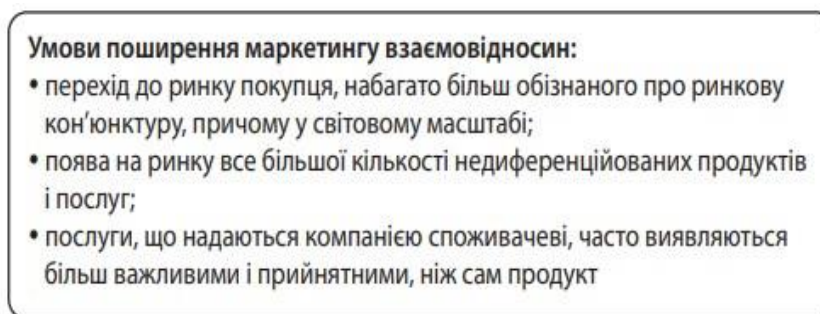 Умови поширення маркетингу взаємовідносин:
• перехід до ринку покупця, набагато більш обізнаного про ринкову
кон’юнктуру, причому у світовому масштабі;
• поява на ринку все більшої кількості недиференційованих продуктів
і послуг;
• послуги, що надаються компанією споживачеві, часто виявляються
більш важливими і прийнятними, ніж сам продукт